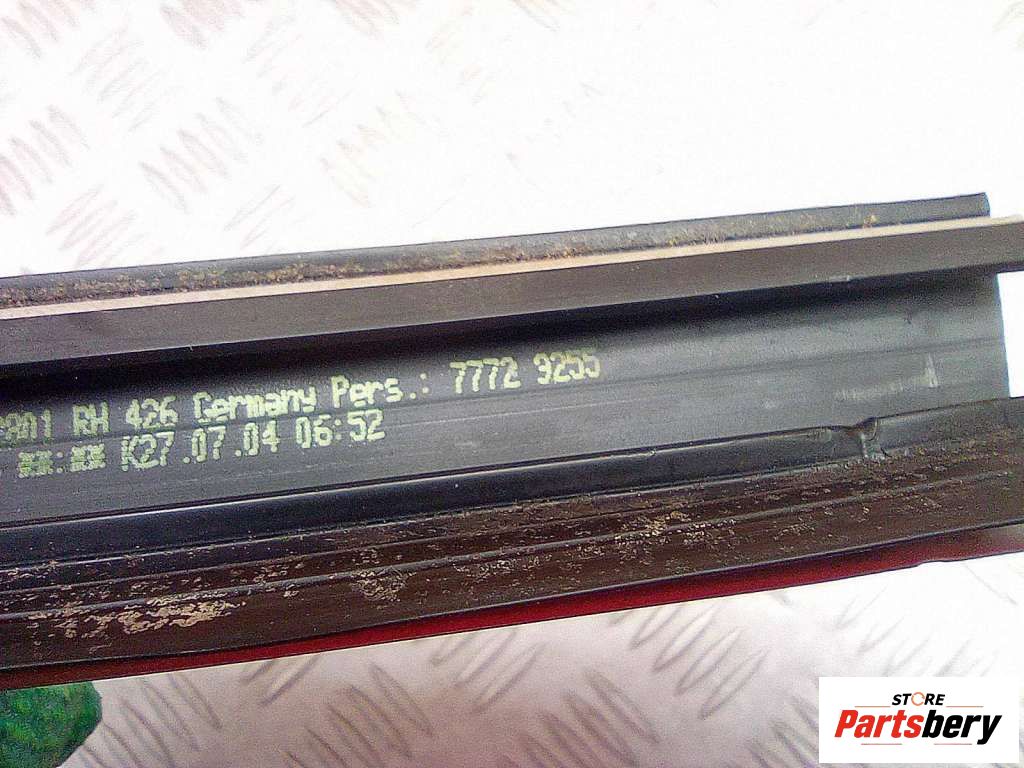 RH 426 Germany Pers.: 7772 9255
K27.07.04 06:52
STORE
Partsbery